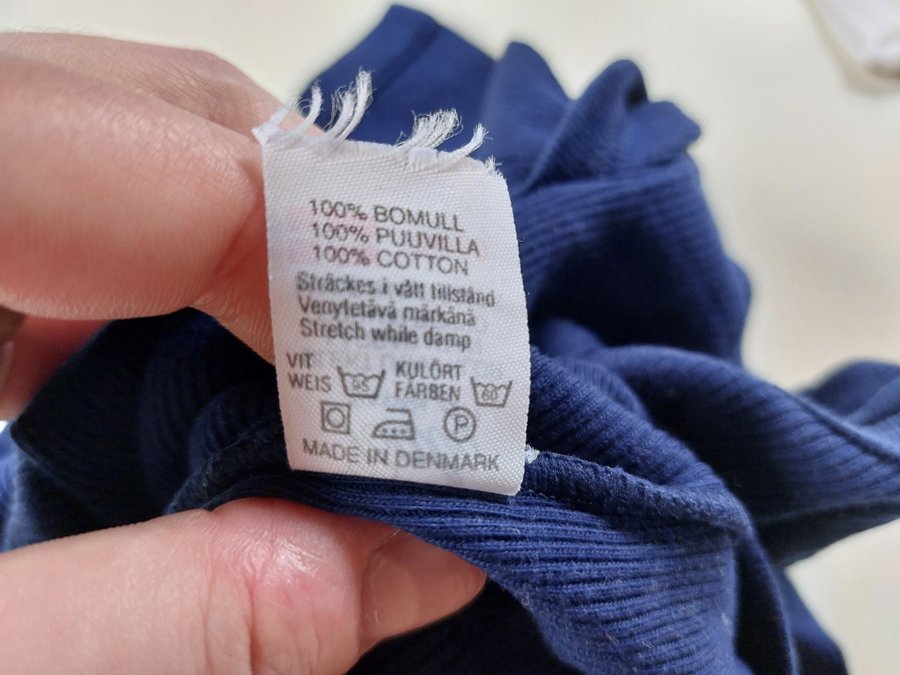 100% BOMULL
100% PUUVILLA
100% COTTON
Sträckes i vått tillstånd
Venytetävä märkänä
Stretch while damp
VIT KULÖRT
WEIS 95 FARBEN 60
P
MADE IN DENMARK